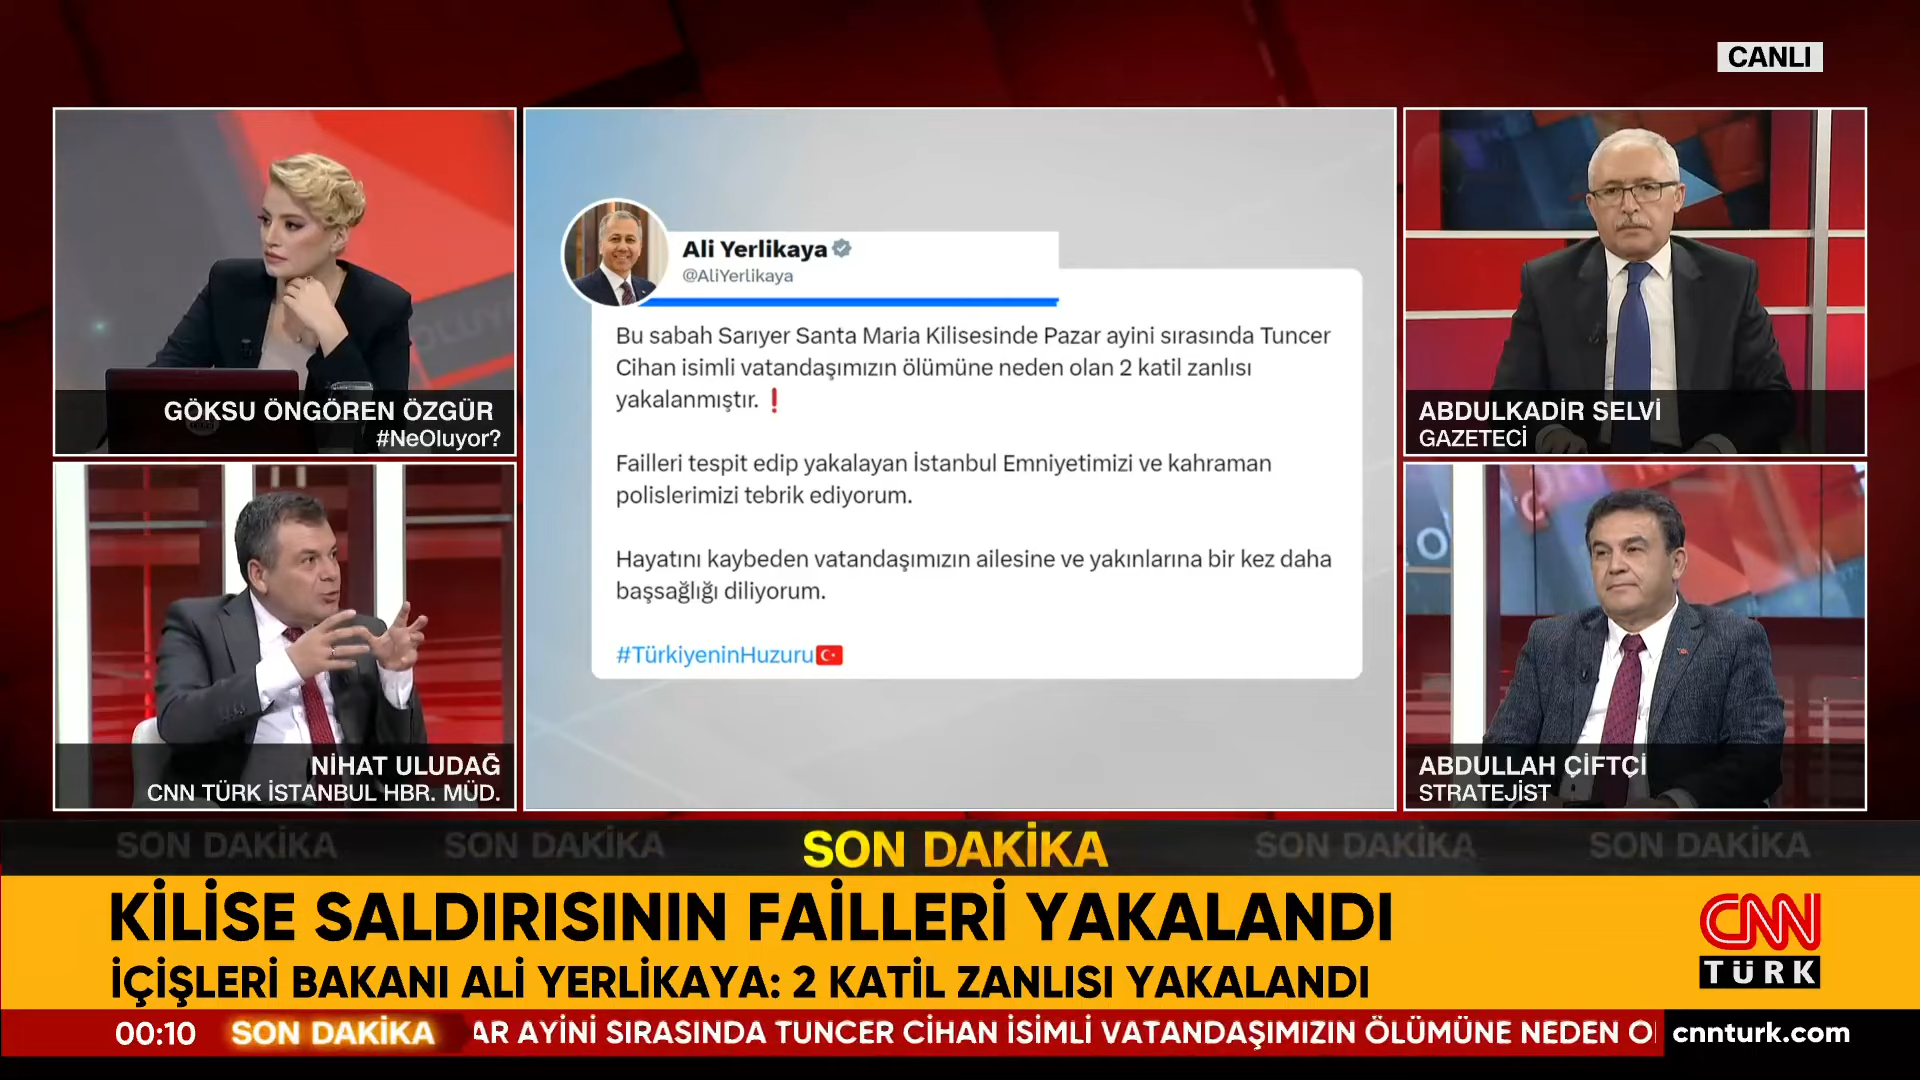 CANLI
GÖKSU ÖNGÖREN ÖZGÜR
#NeOluyor?
NİHAT ULUDAĞ
CNN TÜRK İSTANBUL HBR. MÜD.
Ali Yerlikaya
@AliYerlikaya
Bu sabah Sarıyer Santa Maria Kilisesinde Pazar ayini sırasında Tuncer
Cihan isimli vatandaşımızın ölümüne neden olan 2 katil zanlısı
yakalanmıştır. ❗
Failleri tespit edip yakalayan İstanbul Emniyetimizi ve kahraman
polislerimizi tebrik ediyorum.
Hayatını kaybeden vatandaşımızın ailesine ve yakınlarına bir kez daha
başsağlığı diliyorum.
#TürkiyeninHuzuru🇹🇷
ABDULKADİR SELVİ
GAZETECİ
ABDULLAH ÇİFTÇİ
STRATEJİST
SON DAKİKA SON DAKİKA SON DAKİKA SON DAKİKA SON DAKİKA
KİLİSE SALDIRISININ FAİLLERİ YAKALANDI
İÇİŞLERİ BAKANI ALİ YERLİKAYA: 2 KATİL ZANLISI YAKALANDI
CNN
TÜRK
00:10 SON DAKİKA AR AYİNİ SIRASINDA TUNCER CİHAN İSİMLİ VATANDAŞIMIZIN ÖLÜMÜNE NEDEN O
cnnturk.com